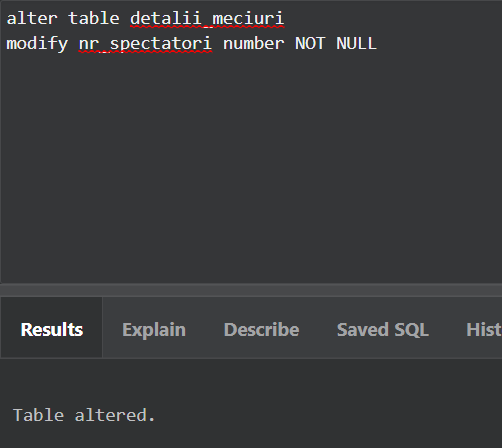 alter table detalii_meciuri
modify nr_spectatori number NOT NULL
Results Explain Describe Saved SQL Hist
Table altered.